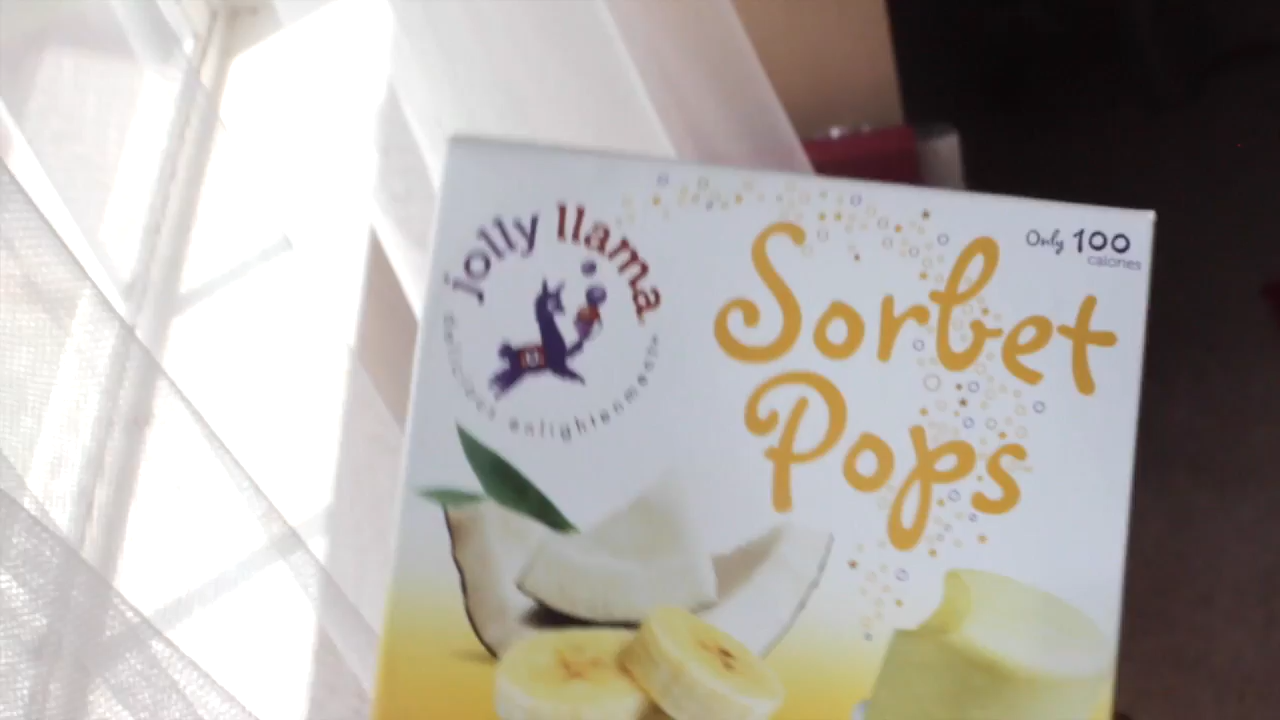 jolly llama
delicious enlightenment
Only 100
calories
Sorbet
Pops